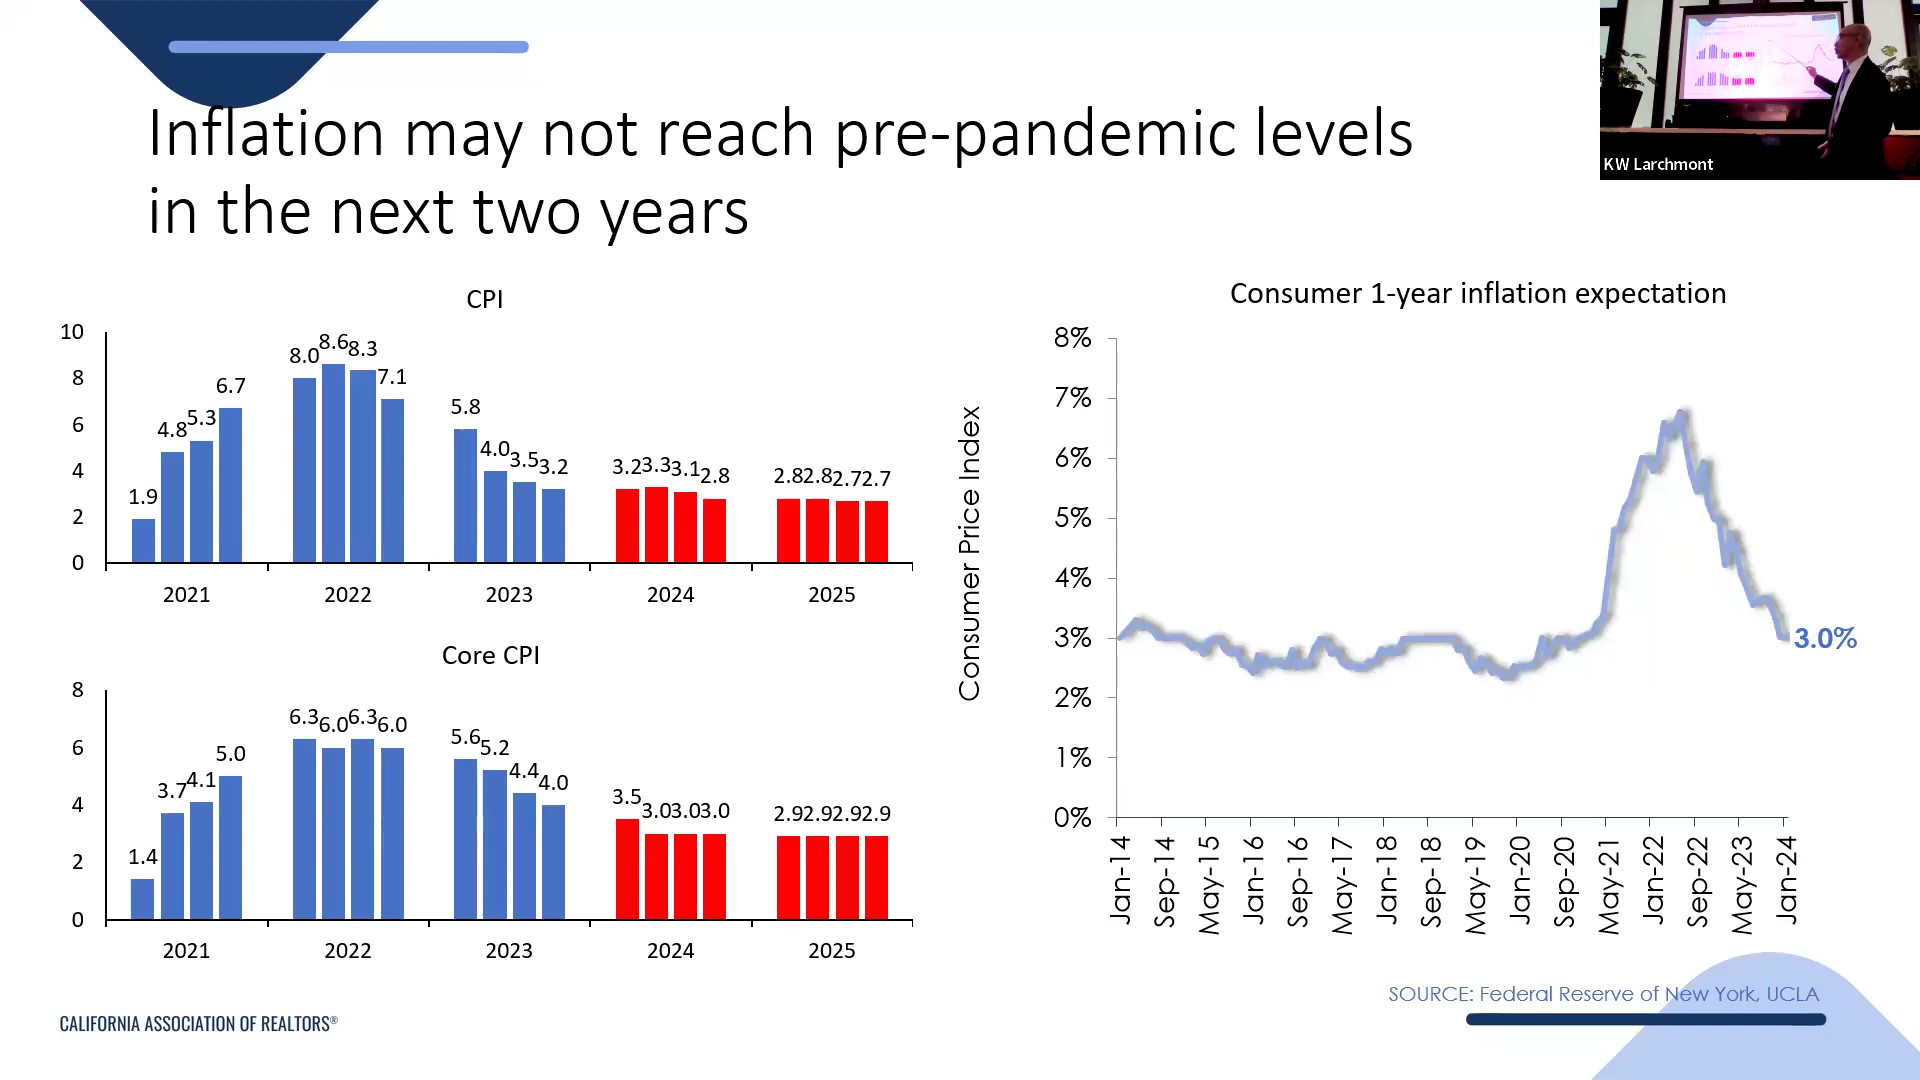 Inflation may not reach pre-pandemic levels
in the next two years
KW Larchmont
CPI
10
8
6
4
2
0
1.9
4.8
5.3
6.7
8.0
8.6
8.3
7.1
5.8
4.0
3.5
3.2
3.2
3.3
3.1
2.8
2.8
2.8
2.7
2.7
2021
2022
2023
2024
2025
Core CPI
8
6
4
2
0
1.4
3.7
4.1
5.0
6.3
6.0
6.3
6.0
5.6
5.2
4.4
4.0
3.5
3.0
3.0
3.0
2.9
2.9
2.9
2.9
2021
2022
2023
2024
2025
Consumer 1-year inflation expectation
Consumer Price Index
8%
7%
6%
5%
4%
3%
2%
1%
0%
3.0%
Jan-14
Sep-14
May-15
Jan-16
Sep-16
May-17
Jan-18
Sep-18
May-19
Jan-20
Sep-20
May-21
Jan-22
Sep-22
May-23
Jan-24
SOURCE: Federal Reserve of New York, UCLA
CALIFORNIA ASSOCIATION OF REALTORS®